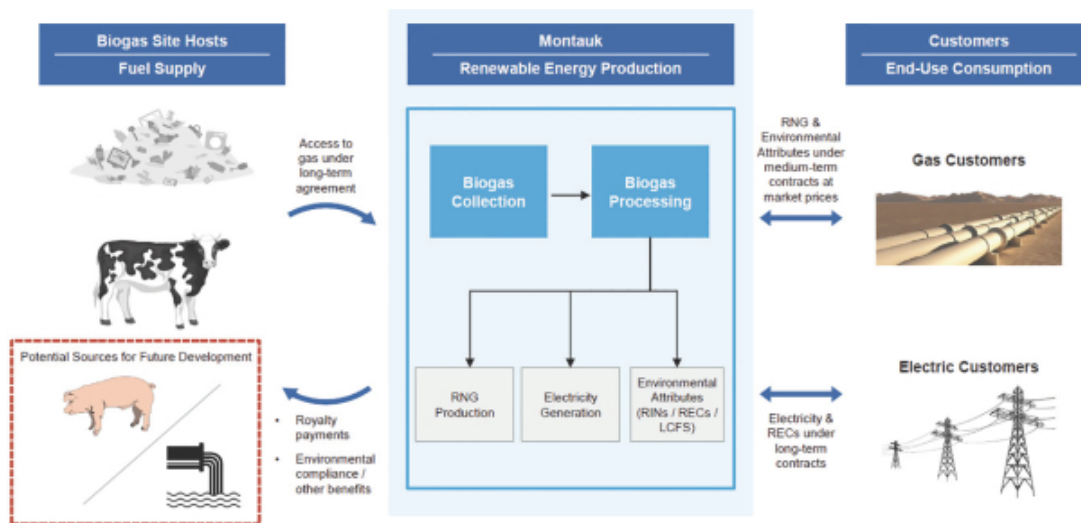 Biogas Site Hosts
Fuel Supply
Montauk
Renewable Energy Production
Customers
End-Use Consumption
Access to
gas under
long-term
agreement
Biogas
Collection
Biogas
Processing
RNG &
Environmental
Attributes under
medium-term
contracts at
market prices
Gas Customers
Potential Sources for Future Development
• Royalty
payments
• Environmental
compliance /
other benefits
RNG
Production
Electricity
Generation
Environmental
Attributes
(RINs / RECs /
LCFS)
Electric Customers
Electricity &
RECs under
long-term
contracts